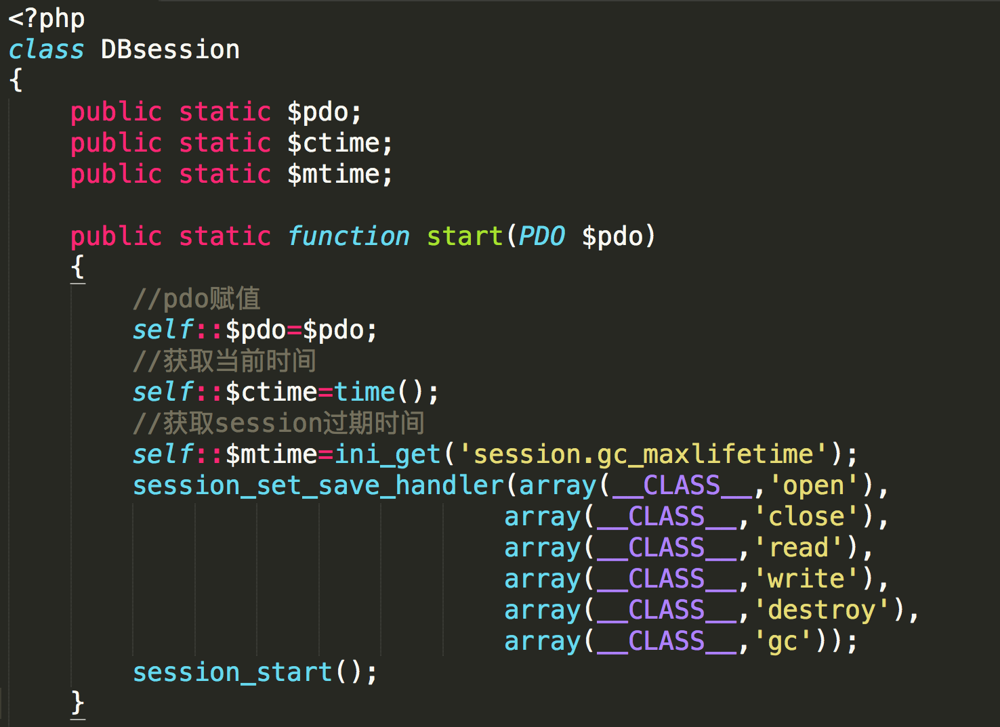 <?php
class DBsession
{
    public static $pdo;
    public static $ctime;
    public static $mtime;

    public static function start(PDO $pdo)
    {
        //pdo赋值
        self::$pdo=$pdo;
        //获取当前时间
        self::$ctime=time();
        //获取session过期时间
        self::$mtime=ini_get('session.gc_maxlifetime');
        session_set_save_handler(array(__CLASS__,'open'),
                                array(__CLASS__,'close'),
                                array(__CLASS__,'read'),
                                array(__CLASS__,'write'),
                                array(__CLASS__,'destroy'),
                                array(__CLASS__,'gc'));
        session_start();
    }